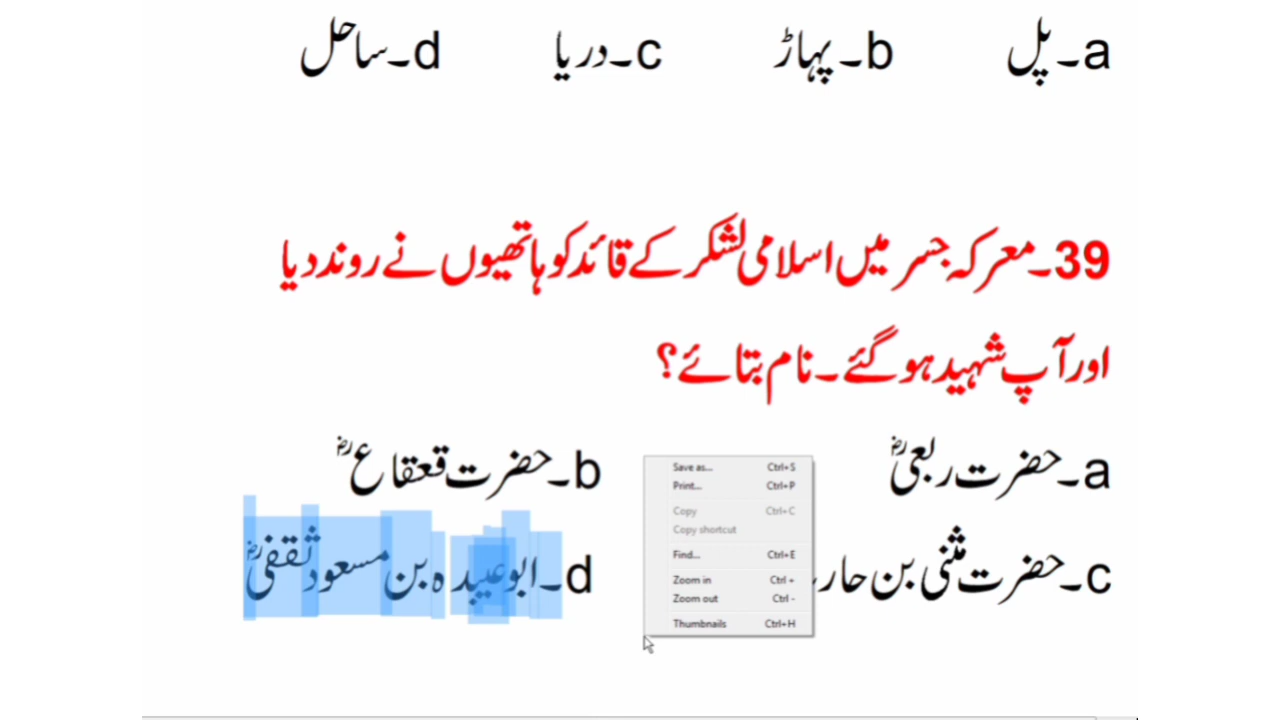 a۔پل b۔پہاڑ c۔دریا d۔ساحل
39۔معرکہ جسر میں اسلامی لشکر کے قائد کو ہاتھیوں نے روند دیا
اور آپ شہید ہو گئے۔ نام بتائے؟
a۔حضرت ربعیؓ b۔حضرت قعقاعؓ
c۔حضرت مثنی بن حار d۔ابو عبیدہ بن مسعود ثقفیؓ
Save as... Ctrl+S
Print... Ctrl+P
Copy Ctrl+C
Copy shortcut
Find... Ctrl+E
Zoom in Ctrl +
Zoom out Ctrl -
Thumbnails Ctrl+H